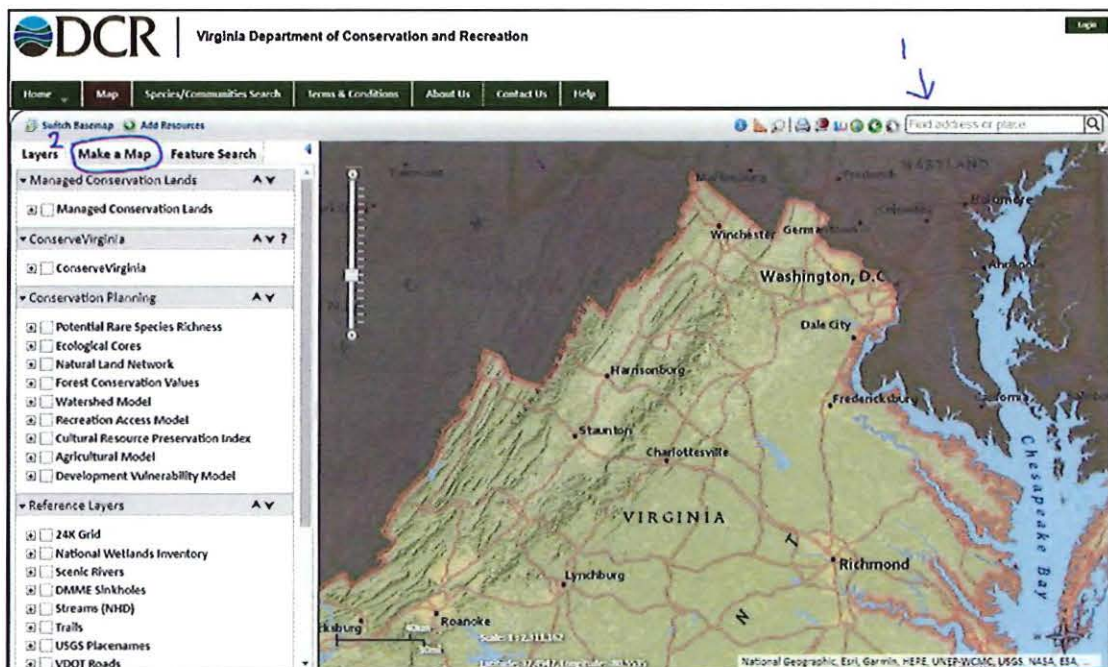 DCR Virginia Department of Conservation and Recreation
Login
1
Home Map Species/Communities Search Terms & Conditions About Us Contact Us Help
Switch Basemap Add Resources
Find address or place
2
Layers Make a Map Feature Search
Managed Conservation Lands
Managed Conservation Lands
ConserveVirginia ?
ConserveVirginia
Conservation Planning
Potential Rare Species Richness
Ecological Cores
Natural Land Network
Forest Conservation Values
Watershed Model
Recreation Access Model
Cultural Resource Preservation Index
Agricultural Model
Development Vulnerability Model
Reference Layers
24K Grid
National Wetlands Inventory
Scenic Rivers
DMME Sinkholes
Streams (NHD)
Trails
USGS Placenames
VDOT Roads
Winchester
Washington, D.C.
Dale City
Harrisonburg
Fredericksburg
Staunton
Charlottesville
Chesapeake Bay
VIRGINIA
Richmond
Lynchburg
Roanoke
National Geographic, Esri, Garmin, HERE, UNEP-WCMC, USGS, NASA, ESA, ...